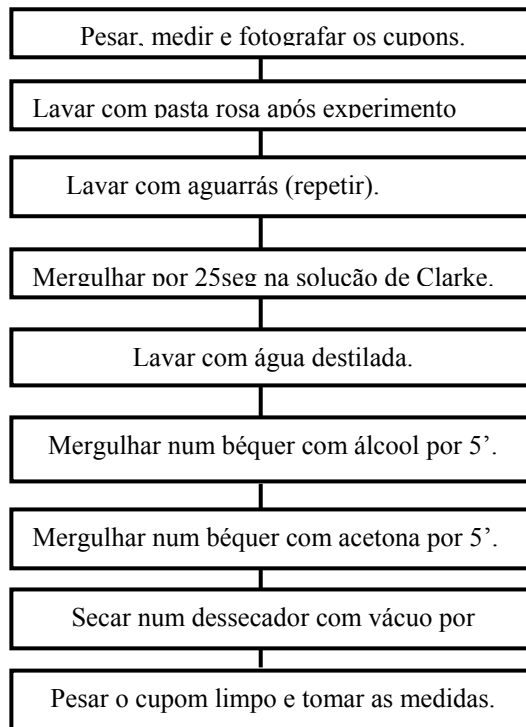 Pesar, medir e fotografar os cupons.
Lavar com pasta rosa após experimento
Lavar com aguarrás (repetir).
Mergulhar por 25seg na solução de Clarke.
Lavar com água destilada.
Mergulhar num béquer com álcool por 5’.
Mergulhar num béquer com acetona por 5’.
Secar num dessecador com vácuo por
Pesar o cupom limpo e tomar as medidas.